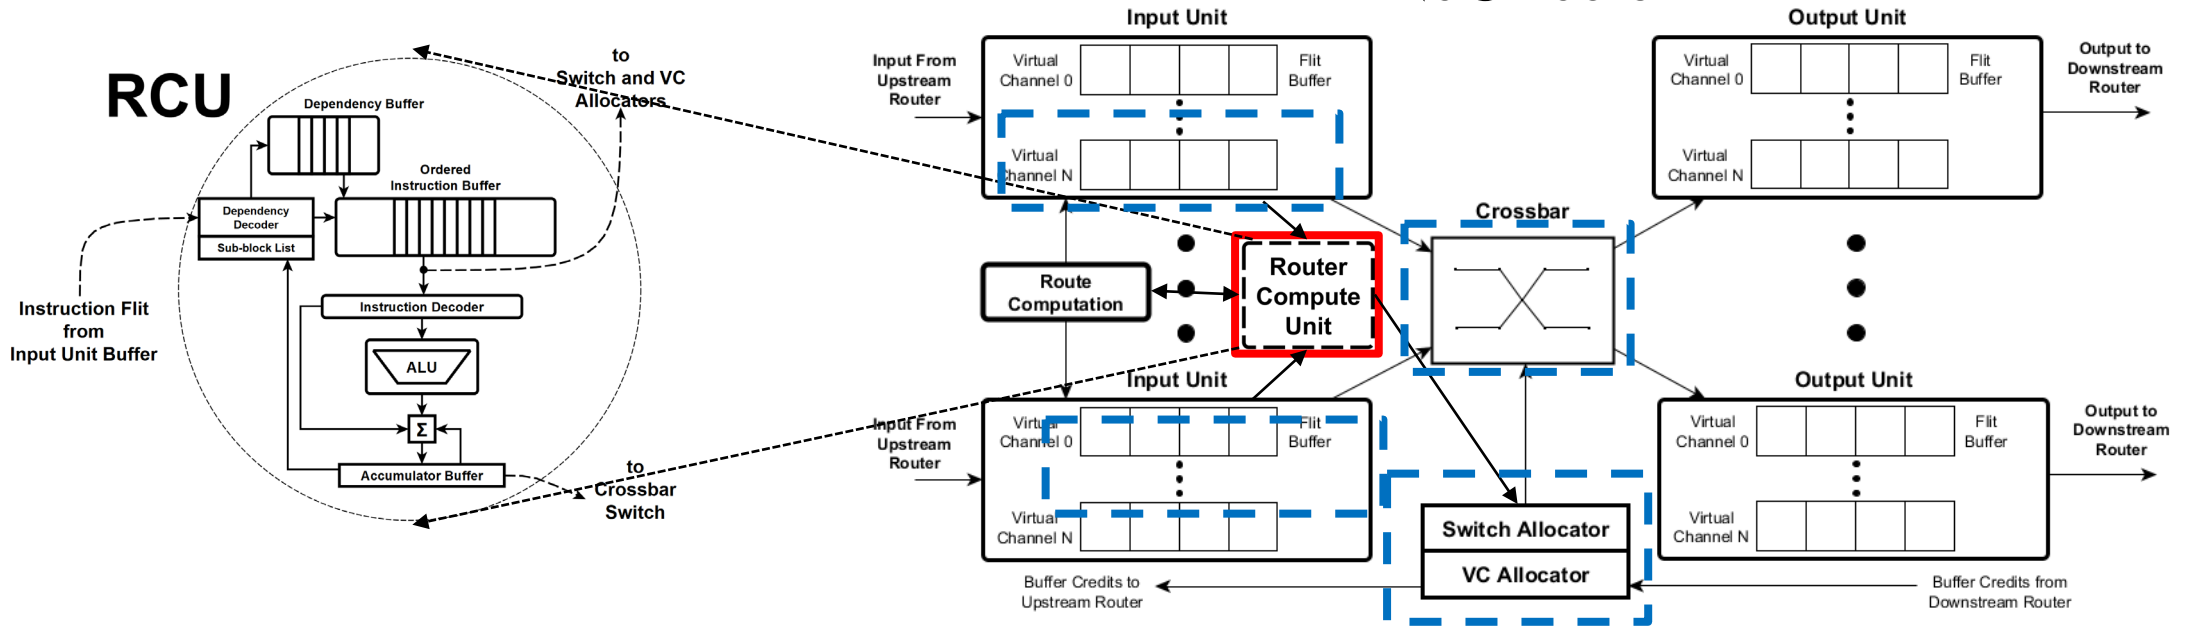 RCU
to
Switch and VC
Allocators
Dependency Buffer
Ordered
Instruction Buffer
Dependency
Decoder
Sub-block List
Instruction Flit
from
Input Unit Buffer
Instruction Decoder
ALU
Σ
Accumulator Buffer
to
Crossbar
Switch
Input Unit
Input From
Upstream
Router
Virtual
Channel 0
Flit
Buffer
Virtual
Channel N
Route
Computation
Router
Compute
Unit
Crossbar
Input Unit
Input From
Upstream
Router
Virtual
Channel 0
Flit
Buffer
Virtual
Channel N
Switch Allocator
VC Allocator
Buffer Credits to
Upstream Router
Buffer Credits from
Downstream Router
Output Unit
Virtual
Channel 0
Flit
Buffer
Virtual
Channel N
Output to
Downstream
Router
Output Unit
Virtual
Channel 0
Flit
Buffer
Virtual
Channel N
Output to
Downstream
Router